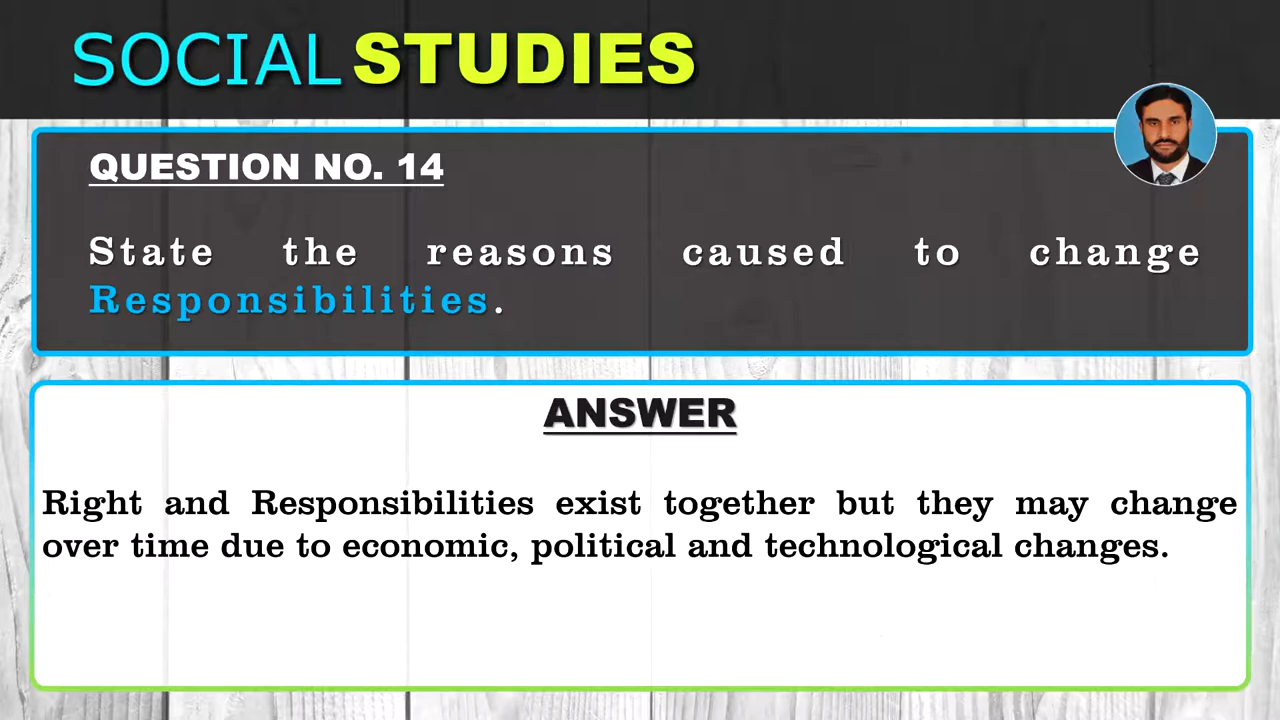 SOCIAL STUDIES
QUESTION NO. 14
State the reasons caused to change
Responsibilities.
ANSWER
Right and Responsibilities exist together but they may change
over time due to economic, political and technological changes.